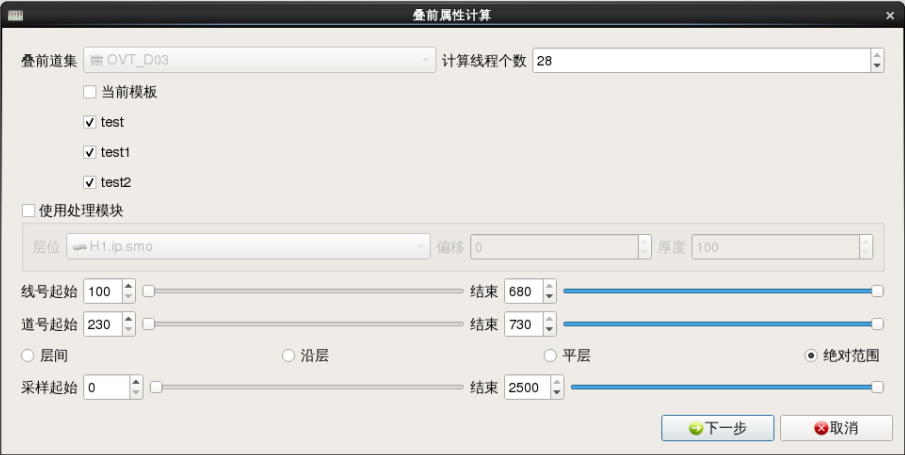 叠前属性计算
叠前道集 OVT_D03 计算线程个数 28
当前模板
test
test1
test2
使用处理模块
层位 H1.ip.smo 偏移 0 厚度 100
线号起始 100 结束 680
道号起始 230 结束 730
层间 沿层 平层 绝对范围
采样起始 0 结束 2500
下一步 取消